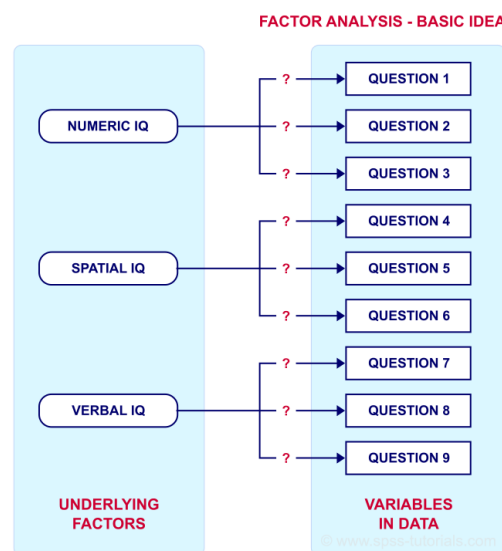 FACTOR ANALYSIS - BASIC IDEA
? QUESTION 1
NUMERIC IQ ? QUESTION 2
? QUESTION 3
? QUESTION 4
SPATIAL IQ ? QUESTION 5
? QUESTION 6
? QUESTION 7
VERBAL IQ ? QUESTION 8
? QUESTION 9
UNDERLYING VARIABLES
FACTORS IN DATA
© www.spss-tutorials.com